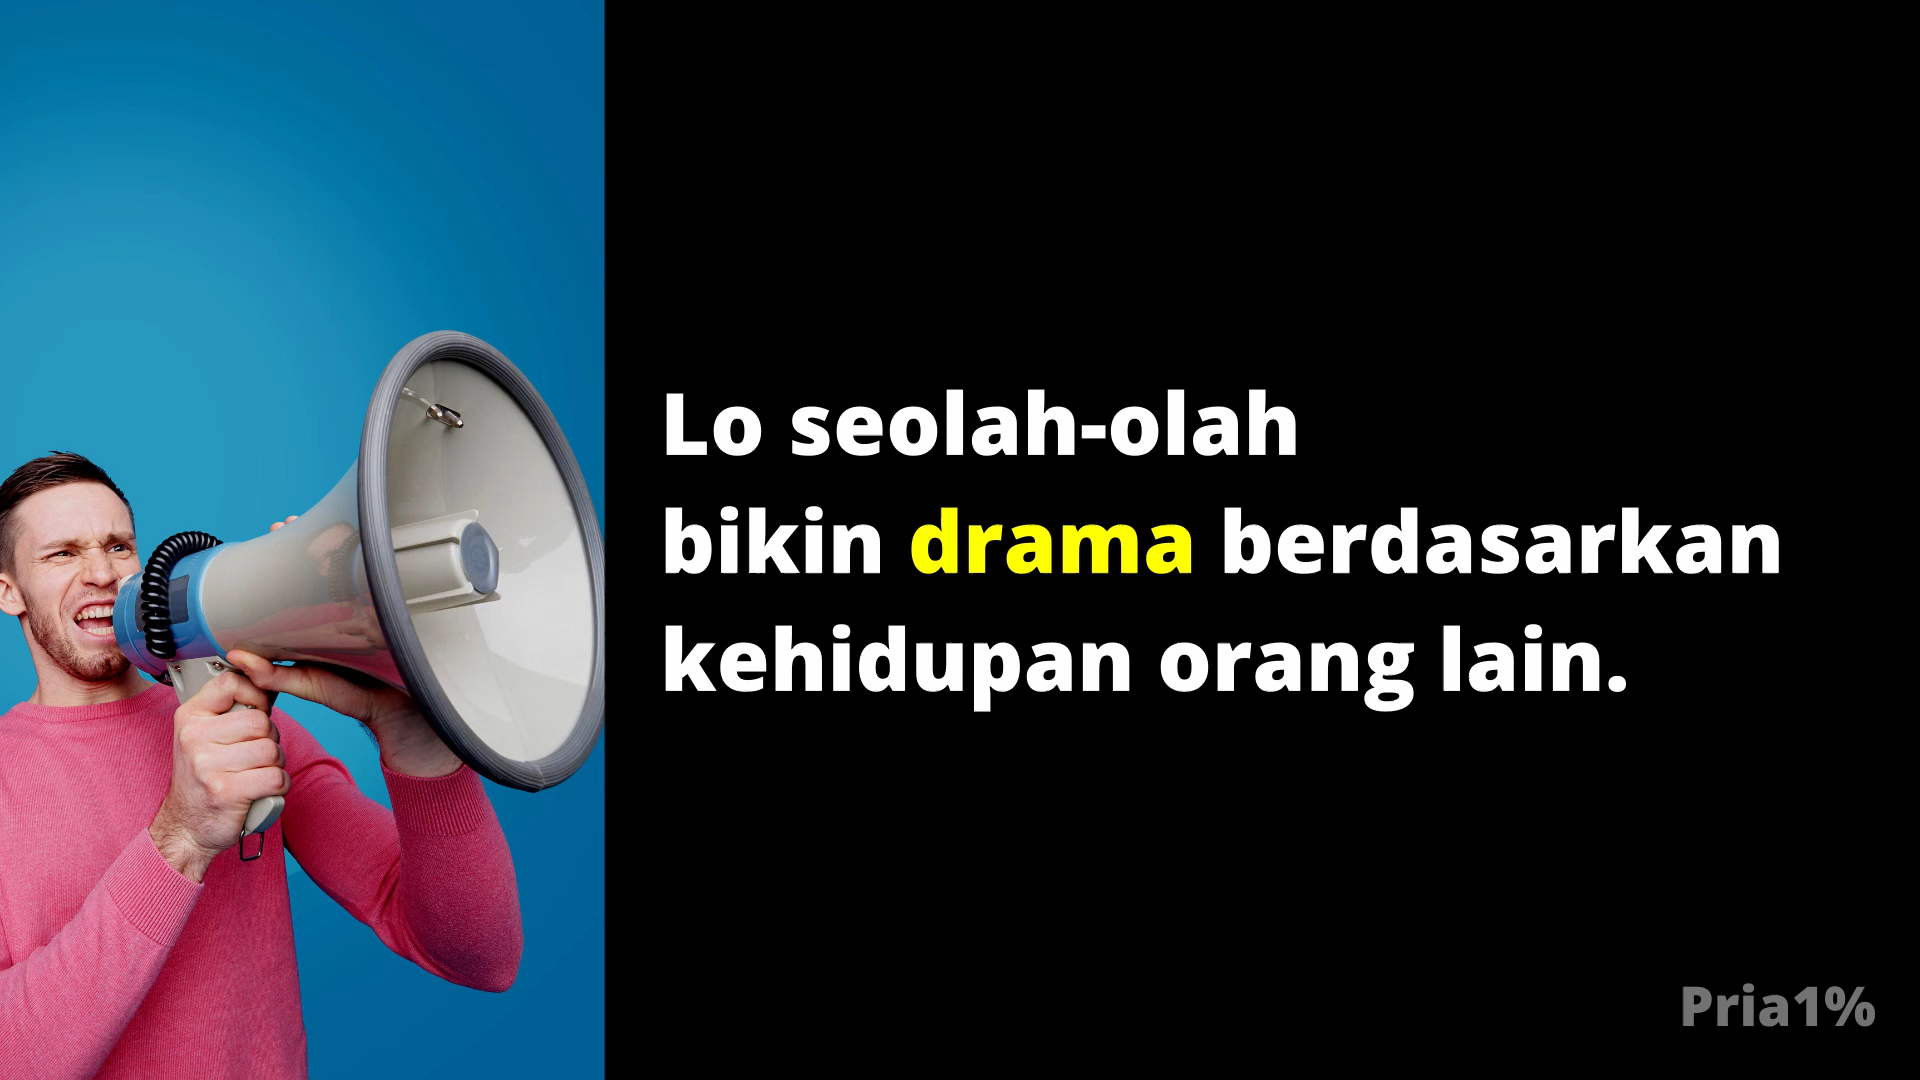 Lo seolah-olah
bikin drama berdasarkan
kehidupan orang lain.
Pria1%